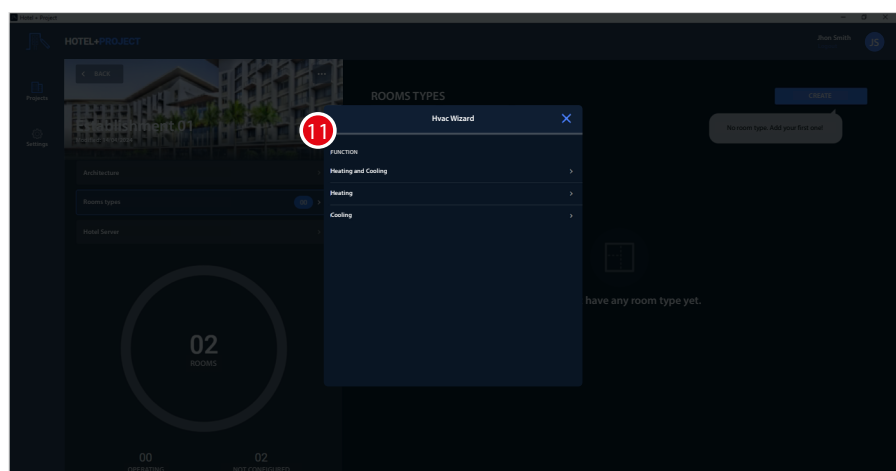 Hotel + Project
HOTEL+PROJECT
Jhon Smith
JS
BACK
Projects
Settings
Establishment 01
ROOMS TYPES
CREATE
No room type. Add your first one!
11
Hvac Wizard
FUNCTION
Heating and Cooling
Heating
Cooling
Architecture
Rooms types
02
Hotel Server
have any room type yet.
02
ROOMS
00
OPERATING
02
NOT CONFIGURED